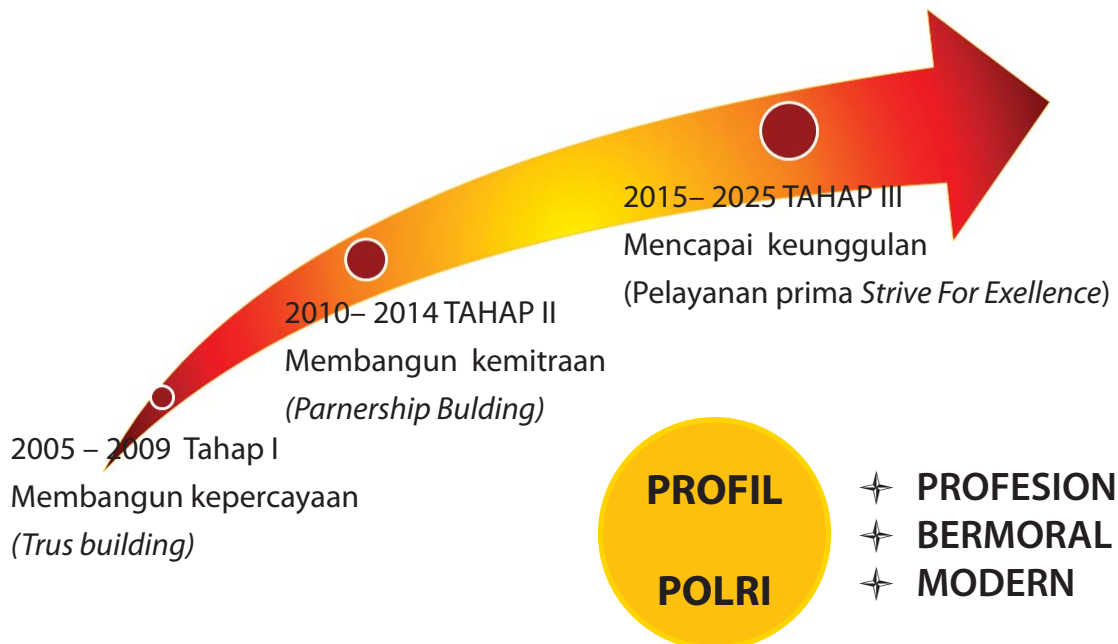 2015– 2025 TAHAP III
Mencapai keunggulan
(Pelayanan prima Strive For Exellence)
2010– 2014 TAHAP II
Membangun kemitraan
(Parnership Bulding)
2005 – 2009 Tahap I
Membangun kepercayaan
(Trus building)
PROFIL
POLRI
PROFESION
BERMORAL
MODERN